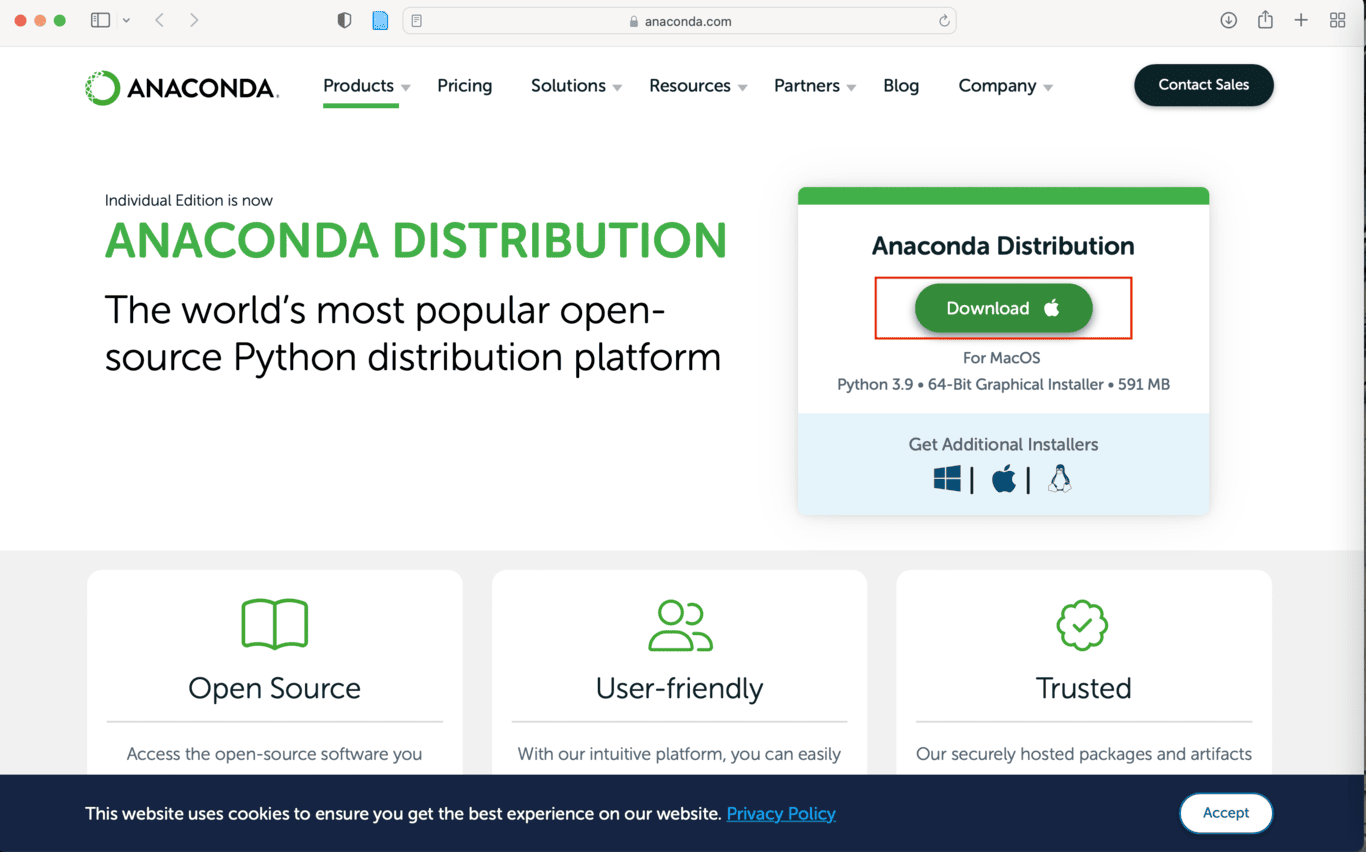 anaconda.com
ANACONDA.
Products
Pricing
Solutions
Resources
Partners
Blog
Company
Contact Sales
Individual Edition is now
ANACONDA DISTRIBUTION
The world’s most popular open-
source Python distribution platform
Anaconda Distribution
Download
For MacOS
Python 3.9 • 64-Bit Graphical Installer • 591 MB
Get Additional Installers
Open Source
Access the open-source software you
User-friendly
With our intuitive platform, you can easily
Trusted
Our securely hosted packages and artifacts
This website uses cookies to ensure you get the best experience on our website. Privacy Policy
Accept